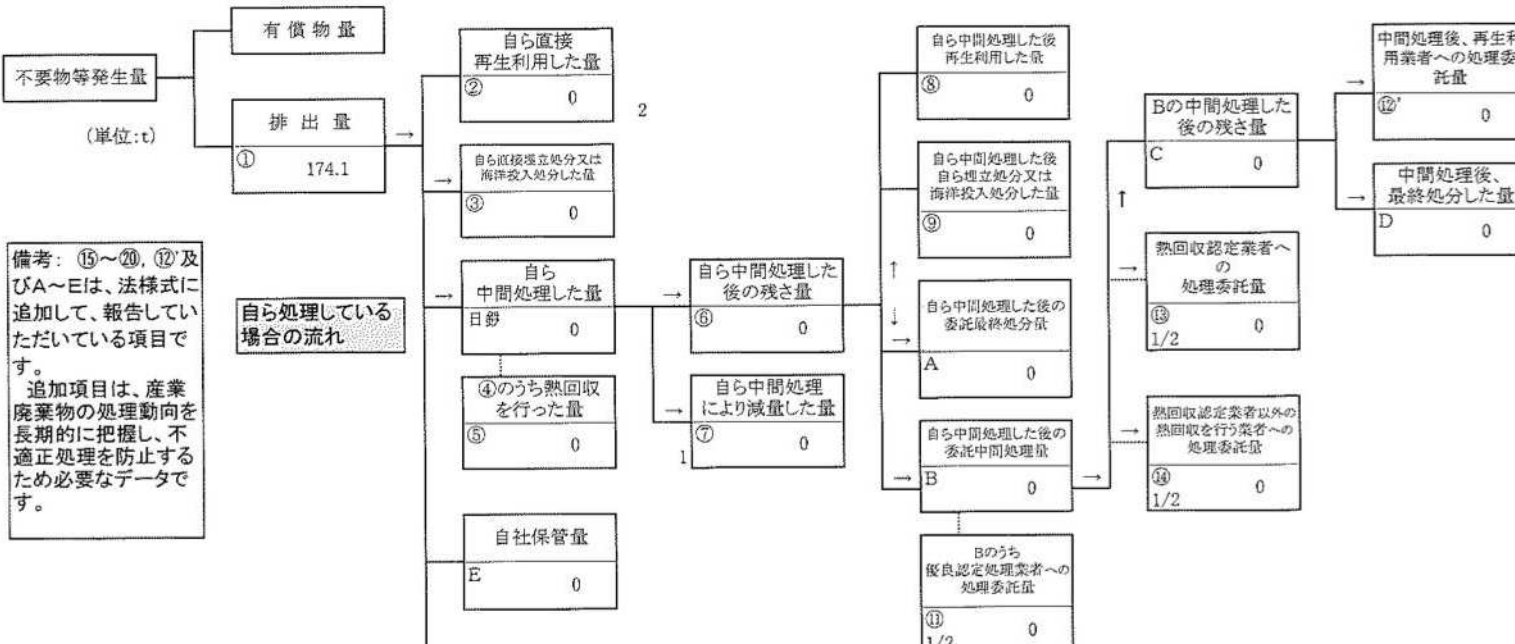 有償物量
不要物等発生量
(単位:t)
排出量
①
174.1
→
備考: ⑮~⑳, ⑫'及
びA~Eは、法様式に
追加して、報告してい
ただいている項目で
す。
追加項目は、産業
廃棄物の処理動向を
長期的に把握し、不
適正処理を防止する
ため必要なデータで
す。
自ら処理している
場合の流れ
自ら直接
再生利用した量
②
0
2
→
自ら直接埋立処分又は
海洋投入処分した量
③
0
→
自ら
中間処理した量
0
④のうち熱回収
を行った量
⑤
0
自社保管量
E
0
→
自ら中間処理した
後の残さ量
⑥
0
→
自ら中間処理
により減量した量
⑦
0
1
自ら中間処理した後
再生利用した量
⑧
0
自ら中間処理した後
自ら埋立処分又は
海洋投入処分した量
⑨
0
↑
↓
→
自ら中間処理した後の
委託最終処分量
A
0
→
自ら中間処理した後の
委託中間処理量
B
0
→
Bのうち
優良認定処理業者への
処理委託量
⑪
1/2
0
Bの中間処理した
後の残さ量
C
0
↑
→
熱回収認定業者へ
の
処理委託量
⑬
1/2
0
→
熱回収認定業者以外の
熱回収を行う業者への
処理委託量
⑭
1/2
0
→
中間処理後、再生利
用業者への処理委
託量
⑫'
0
→
中間処理後、
最終処分した量
D
0